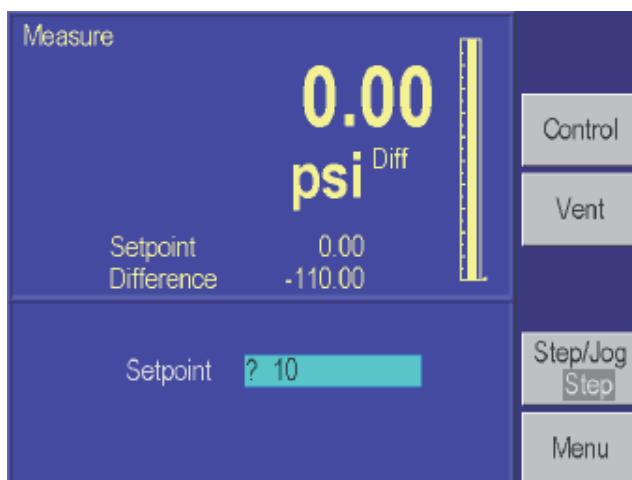 Measure
0.00
psi Diff
Setpoint 0.00
Difference -110.00
Setpoint ? 10
Control
Vent
Step/Jog
Step
Menu